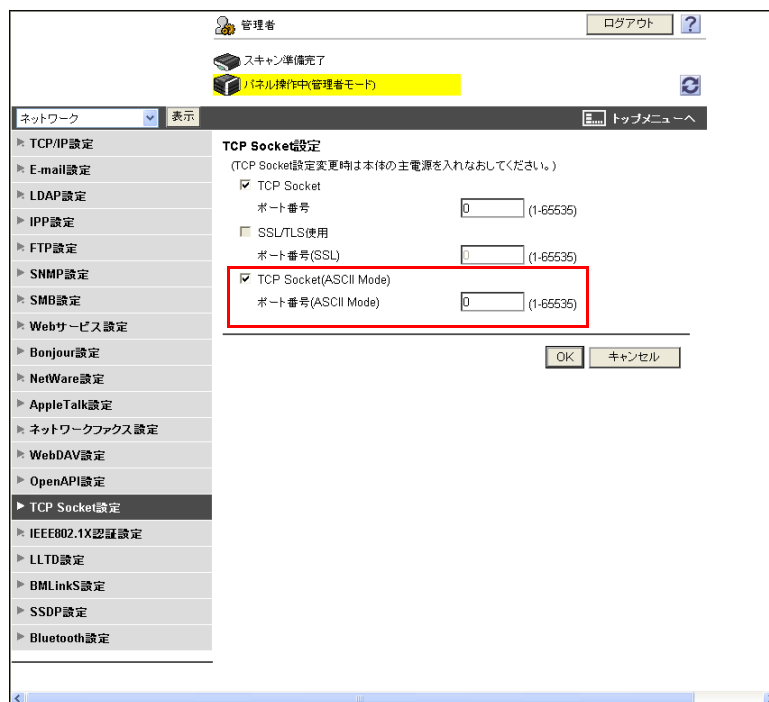 管理者
ログアウト
?
スキャン準備完了
パネル操作中(管理者モード)
ネットワーク
表示
トップメニューへ
TCP/IP設定
E-mail設定
LDAP設定
IPP設定
FTP設定
SNMP設定
SMB設定
Webサービス設定
Bonjour設定
NetWare設定
AppleTalk設定
ネットワークファクス設定
WebDAV設定
OpenAPI設定
TCP Socket設定
IEEE802.1X認証設定
LLTD設定
BMLinkS設定
SSDP設定
Bluetooth設定
TCP Socket設定
(TCP Socket設定変更時は本体の主電源を入れなおしてください。)
TCP Socket
ポート番号 0 (1-65535)
SSL/TLS使用
ポート番号(SSL) 0 (1-65535)
TCP Socket(ASCII Mode)
ポート番号(ASCII Mode) 0 (1-65535)
OK キャンセル